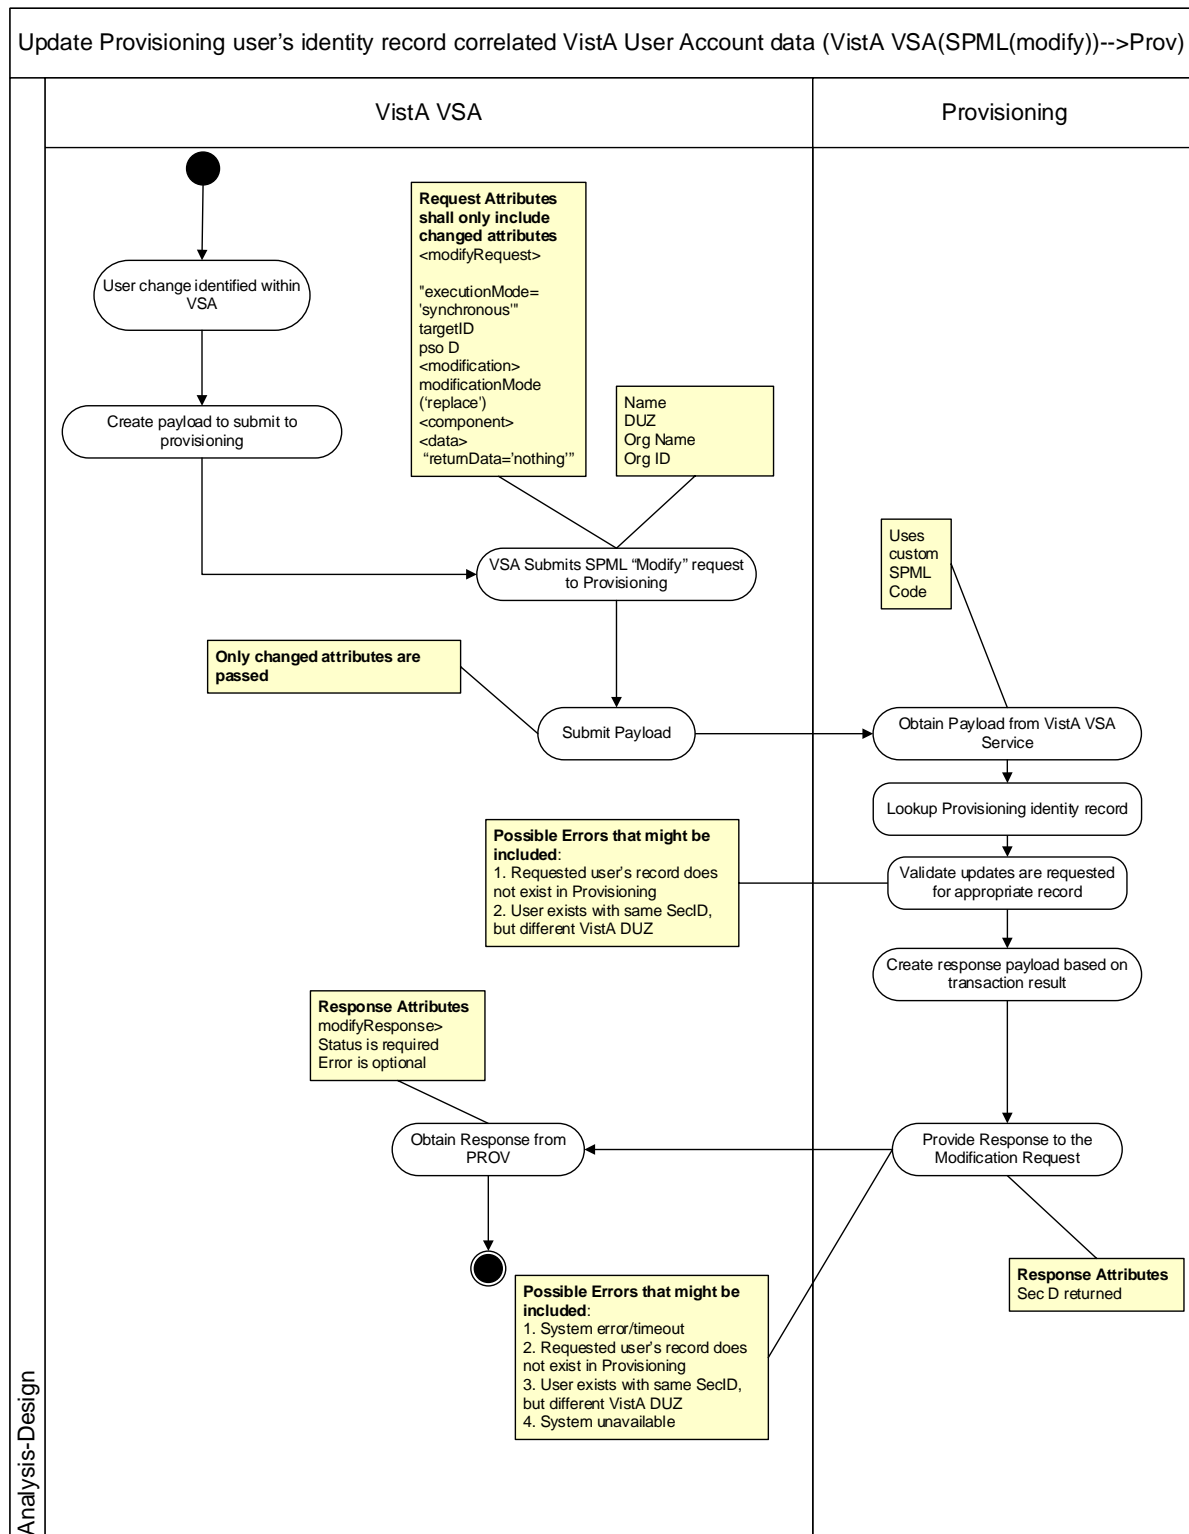 Update Provisioning user's identity record correlated VistA User Account data (VistA VSA(SPML(modify))-->Prov)
VistA VSA
Provisioning
Request Attributes
shall only include
changed attributes
<modifyRequest>
"executionMode=
'synchronous'"
targetID
pso D
<modification>
modificationMode
(‘replace')
<component>
<data>
“returnData=’nothing’”
User change identified within
VSA
Create payload to submit to
provisioning
Name
DUZ
Org Name
Org ID
VSA Submits SPML “Modify” request
to Provisioning
Uses
custom
SPML
Code
Only changed attributes are
passed
Submit Payload
Obtain Payload from VistA VSA
Service
Lookup Provisioning identity record
Possible Errors that might be
included:
1. Requested user’s record does
not exist in Provisioning
2. User exists with same SecID,
but different VistA DUZ
Validate updates are requested
for appropriate record
Create response payload based on
transaction result
Response Attributes
modifyResponse>
Status is required
Error is optional
Obtain Response from
PROV
Provide Response to the
Modification Request
Response Attributes
Sec D returned
Possible Errors that might be
included:
1. System error/timeout
2. Requested user’s record does
not exist in Provisioning
3. User exists with same SecID,
but different VistA DUZ
4. System unavailable
Analysis-Design